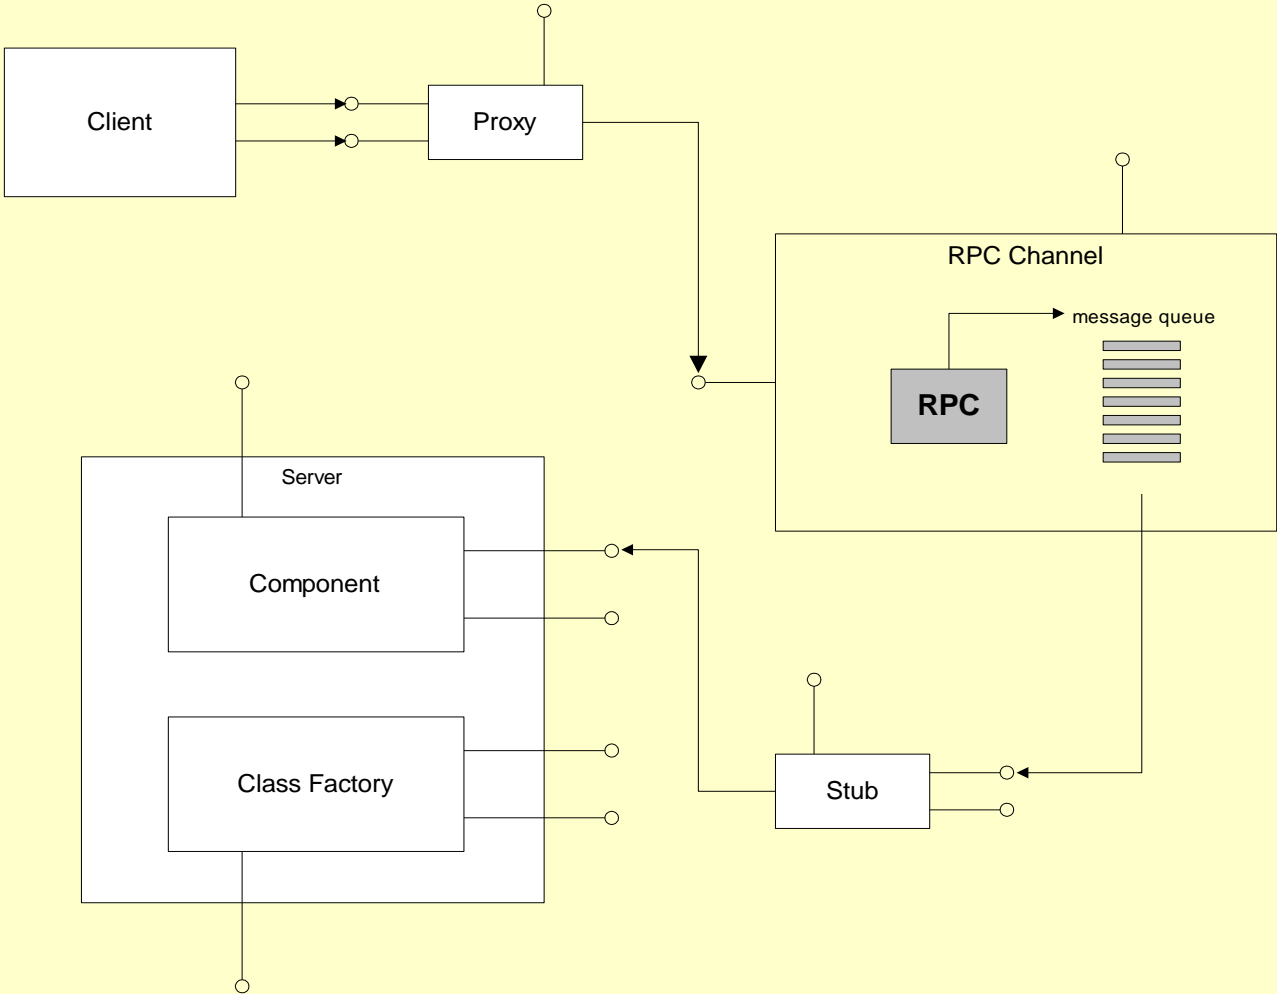 Client
Proxy
RPC Channel
message queue
RPC
Server
Component
Class Factory
Stub